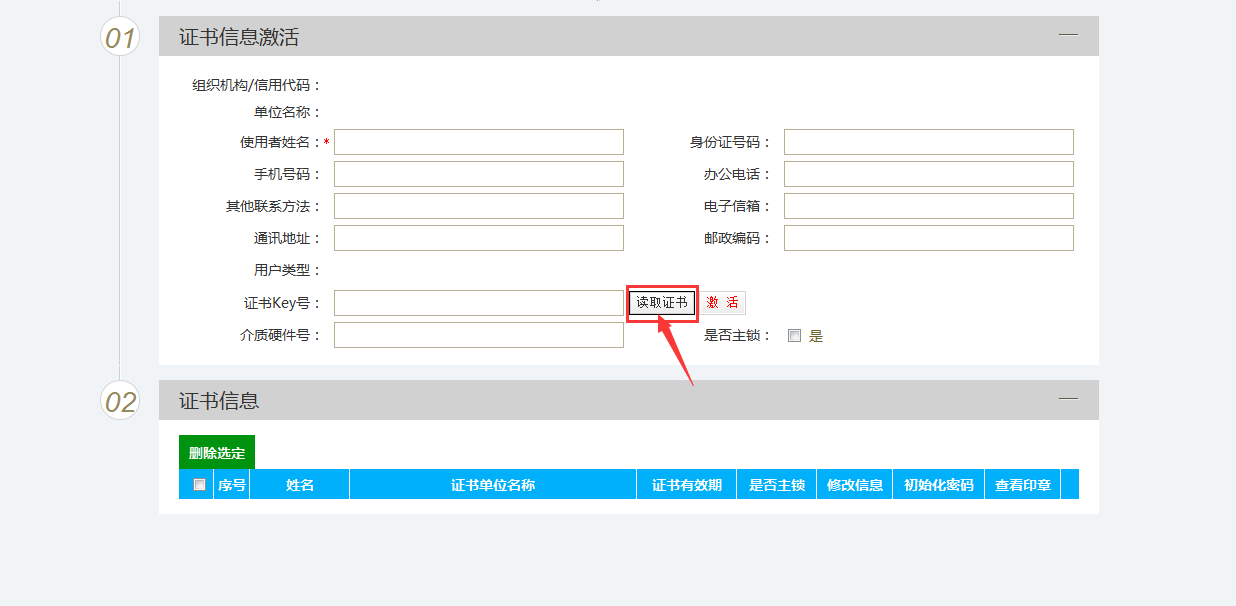 01 证书信息激活
组织机构/信用代码：
单位名称：
使用者姓名：* 身份证号码：
手机号码： 办公电话：
其他联系方法： 电子信箱：
通讯地址： 邮政编码：
用户类型：
证书Key号： 读取证书 激 活
介质硬件号： 是否主锁： 是
02 证书信息
删除选定
序号 姓名 证书单位名称 证书有效期 是否主锁 修改信息 初始化密码 查看印章